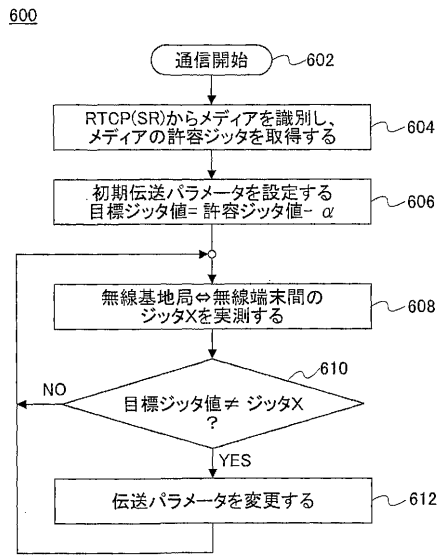 600
通信開始
602
RTCP(SR)からメディアを識別し、
メディアの許容ジッタを取得する
604
初期伝送パラメータを設定する
目標ジッタ値=許容ジッタ値- α
606
無線基地局⇔無線端末間の
ジッタXを実測する
608
610
目標ジッタ値≠ ジッタX
?
NO
YES
伝送パラメータを変更する
612